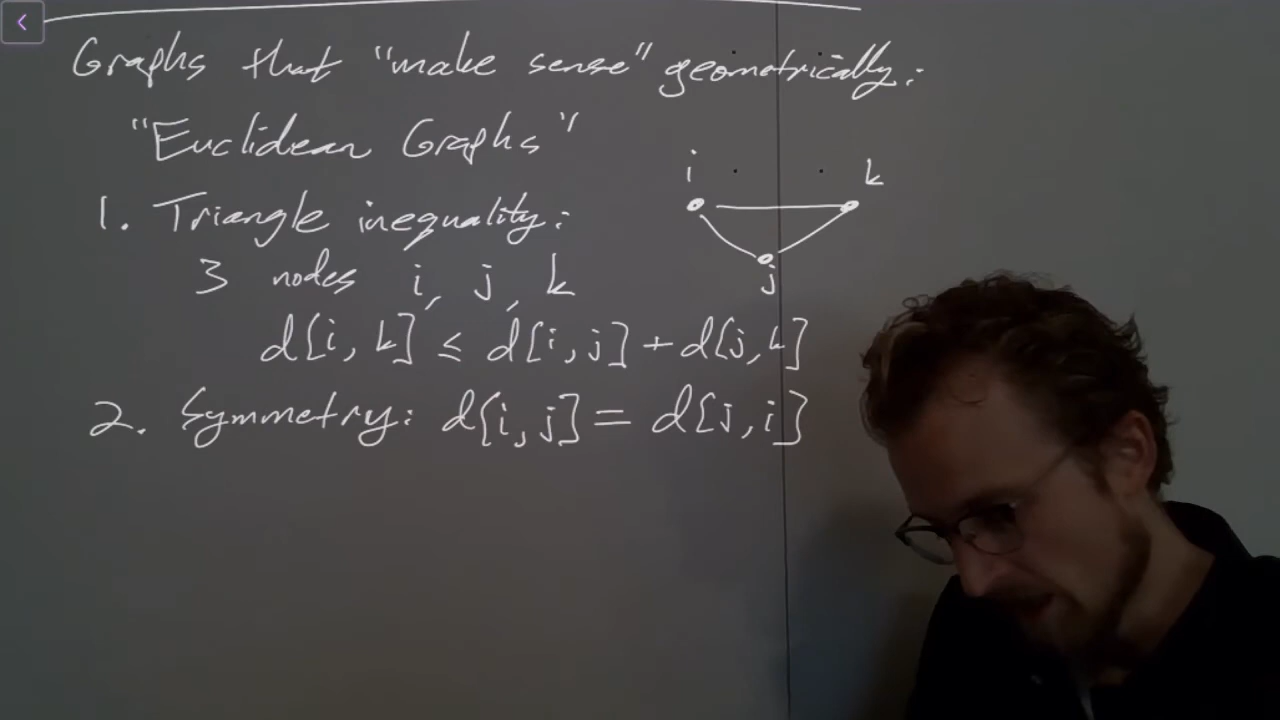 Graphs that "make sense" geometrically:
"Euclidean Graphs"
i k
1. Triangle inequality:
3 nodes i, j, k
j
d[i, k] ≤ d[i, j] + d[j, k]
2. Symmetry: d[i, j] = d[j, i]